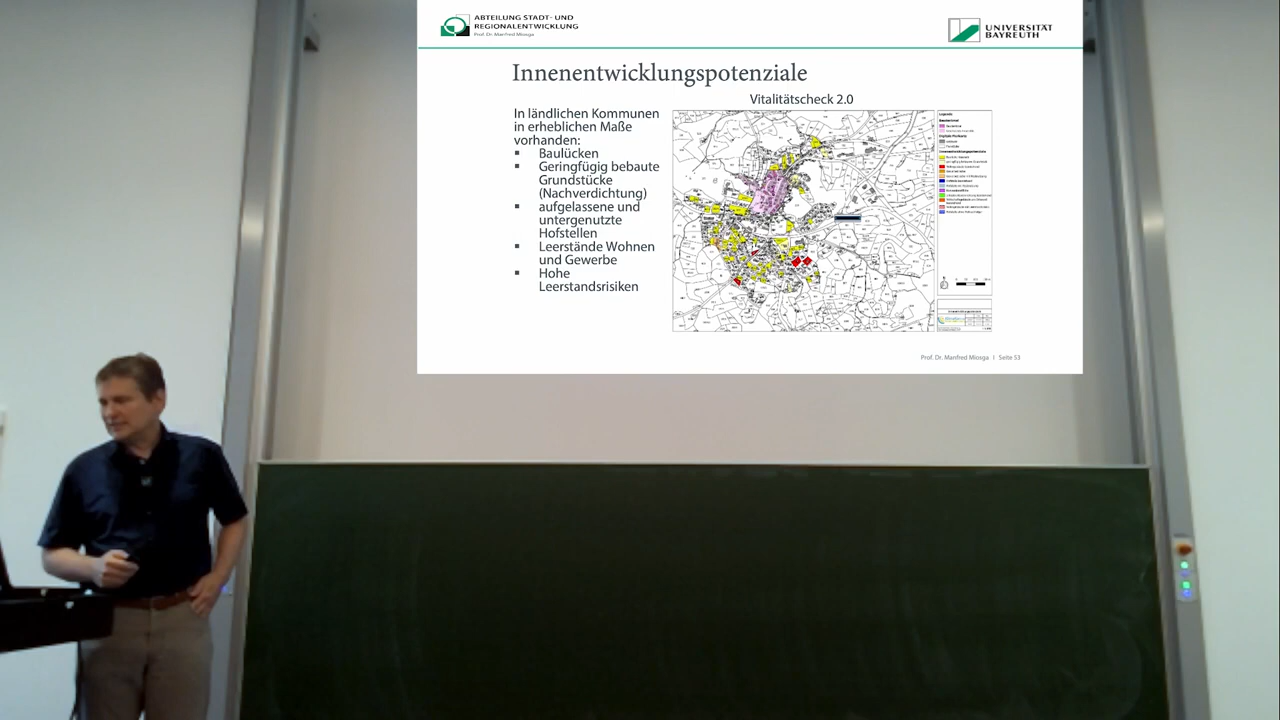 ABTEILUNG STADT- UND
REGIONALENTWICKLUNG
Prof. Dr. Manfred Miosga
UNIVERSITÄT
BAYREUTH
Innenentwicklungspotenziale
Vitalitätscheck 2.0
In ländlichen Kommunen
in erheblichen Maße
vorhanden:
▪ Baulücken
▪ Geringfügig bebaute
Grundstücke
(Nachverdichtung)
▪ aufgelassene und
untergenutzte
Hofstellen
▪ Leerstände Wohnen
und Gewerbe
▪ Hohe
Leerstandsrisiken
Legende
Prof. Dr. Manfred Miosga | Seite 53